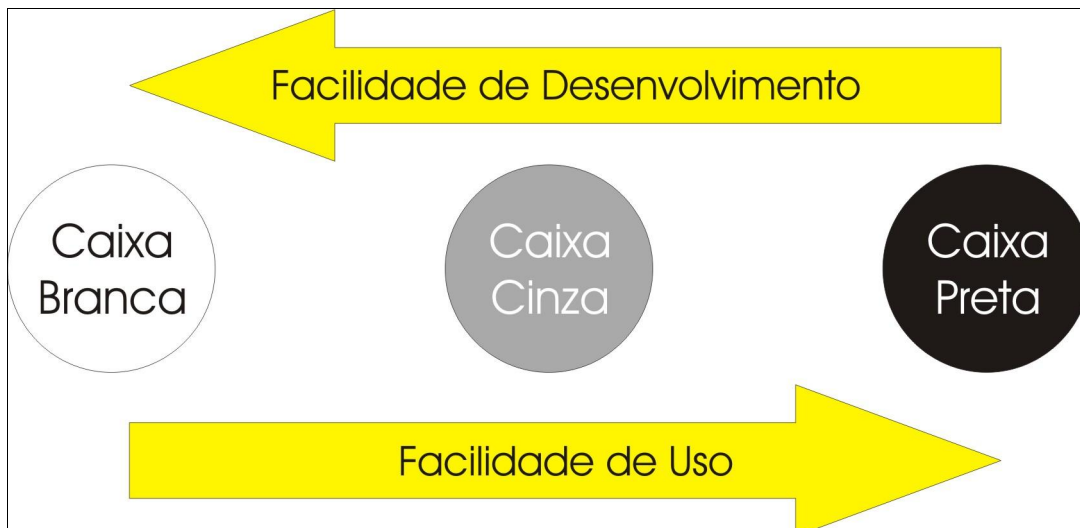 Facilidade de Desenvolvimento
Caixa
Branca
Caixa
Cinza
Caixa
Preta
Facilidade de Uso